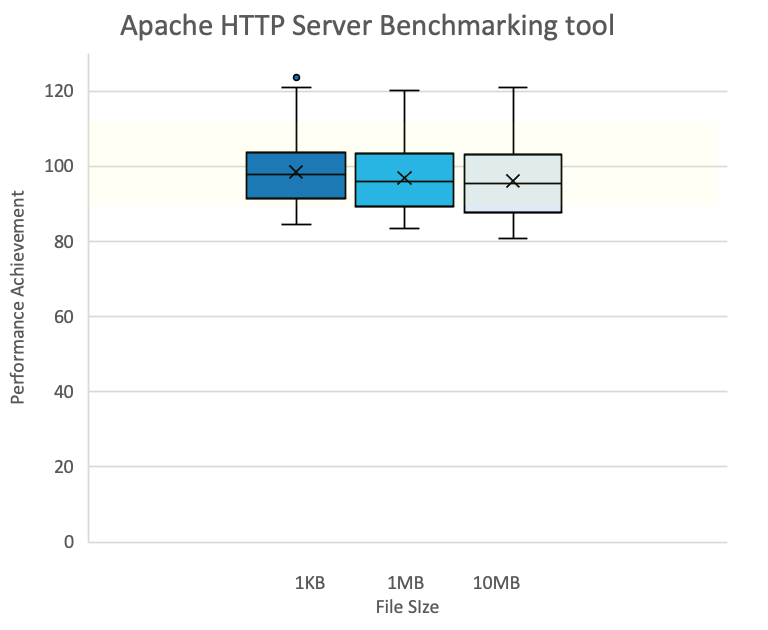 Apache HTTP Server Benchmarking tool
120
100
80
60
40
20
0
Performance Achievement
1KB 1MB 10MB
File SIze